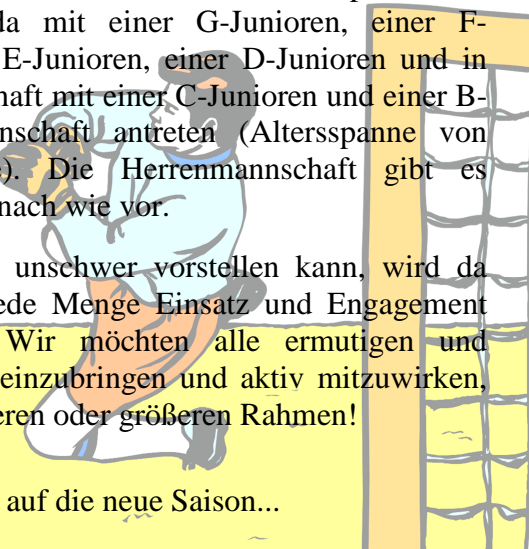 da mit einer G-Junioren, einer F-
E-Junioren, einer D-Junioren und in
haft mit einer C-Junioren und einer B-
nschaft antreten (Altersspanne von
). Die Herrenmannschaft gibt es
nach wie vor.
unschwer vorstellen kann, wird da
ede Menge Einsatz und Engagement
Wir möchten alle ermutigen und
einzubringen und aktiv mitzuwirken,
eren oder größeren Rahmen!
auf die neue Saison...